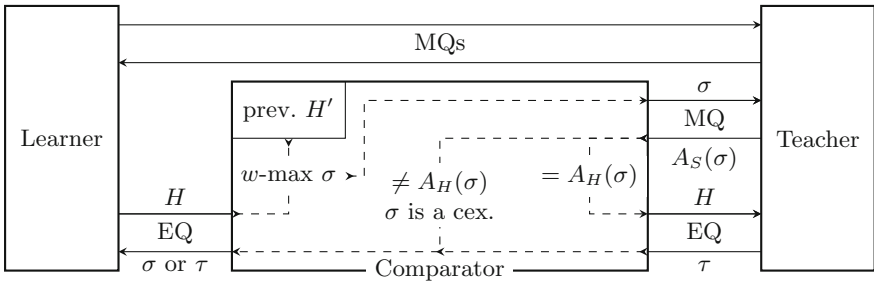 MQs
Learner
prev. H′
w-max σ
≠ A_H(σ)
σ is a cex.
= A_H(σ)
σ
MQ
A_S(σ)
Teacher
H
EQ
σ or τ
H
EQ
τ
Comparator